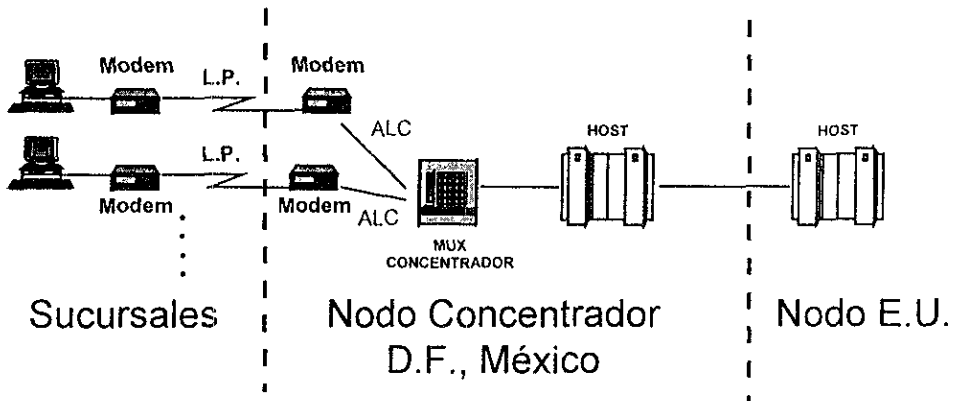 Modem
L.P.
Modem
ALC
HOST
HOST
L.P.
Modem
Modem
ALC
MUX
CONCENTRADOR
Sucursales
Nodo Concentrador
D.F., México
Nodo E.U.